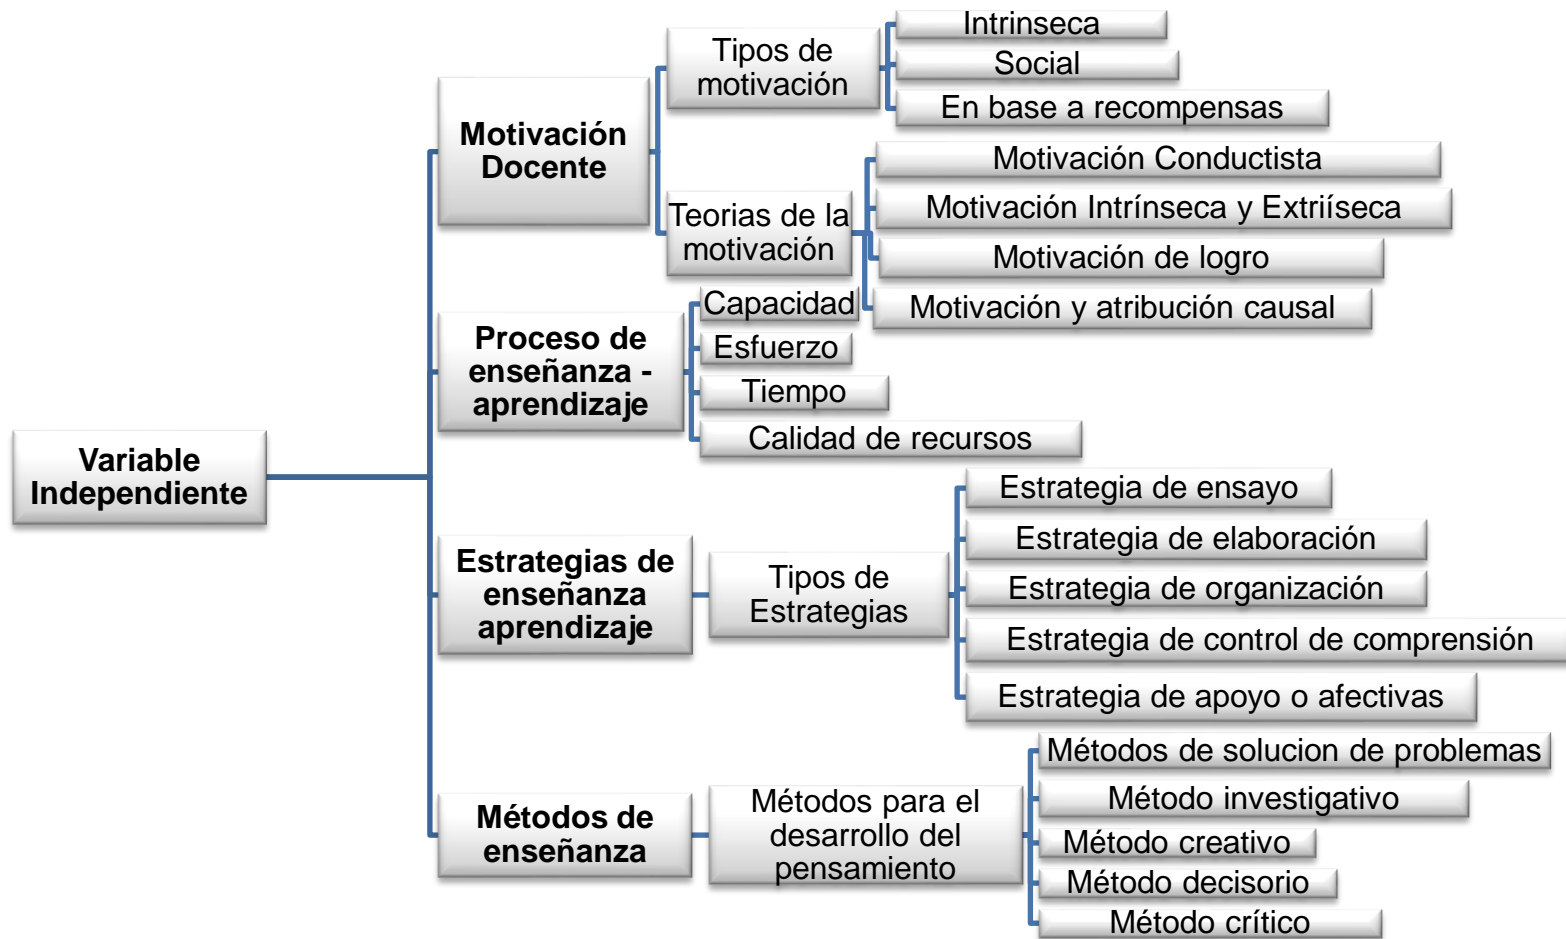 Variable
Independiente
Motivación
Docente
Tipos de
motivación
Intrinseca
Social
En base a recompensas
Teorias de la
motivación
Motivación Conductista
Motivación Intrínseca y Extriíseca
Motivación de logro
Motivación y atribución causal
Proceso de
enseñanza -
aprendizaje
Capacidad
Esfuerzo
Tiempo
Calidad de recursos
Estrategias de
enseñanza
aprendizaje
Tipos de
Estrategias
Estrategia de ensayo
Estrategia de elaboración
Estrategia de organización
Estrategia de control de comprensión
Estrategia de apoyo o afectivas
Métodos de
enseñanza
Métodos para el
desarrollo del
pensamiento
Métodos de solucion de problemas
Método investigativo
Método creativo
Método decisorio
Método crítico